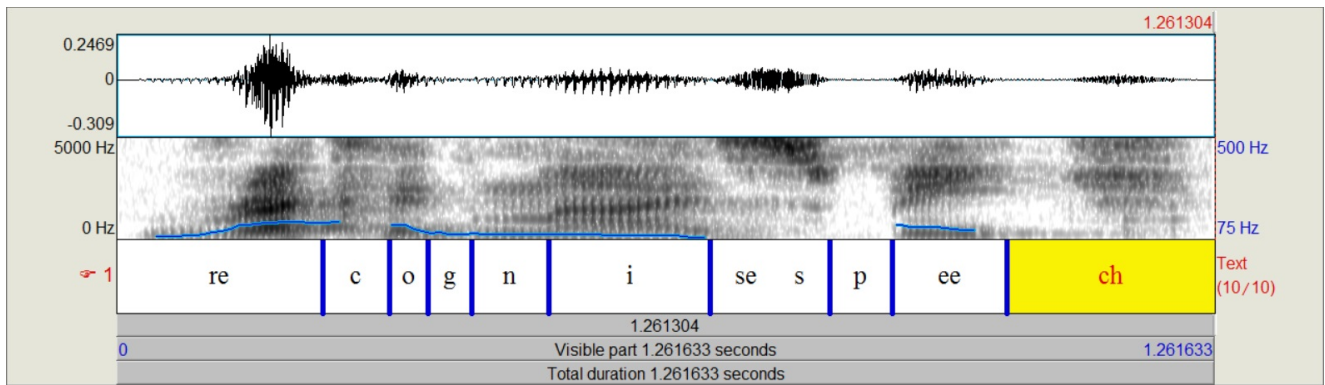 1.261304
0.2469
0
-0.309
5000 Hz
500 Hz
0 Hz
75 Hz
☞ 1 re c o g n i se s p ee ch Text
(10/10)
1.261304
0 Visible part 1.261633 seconds 1.261633
Total duration 1.261633 seconds